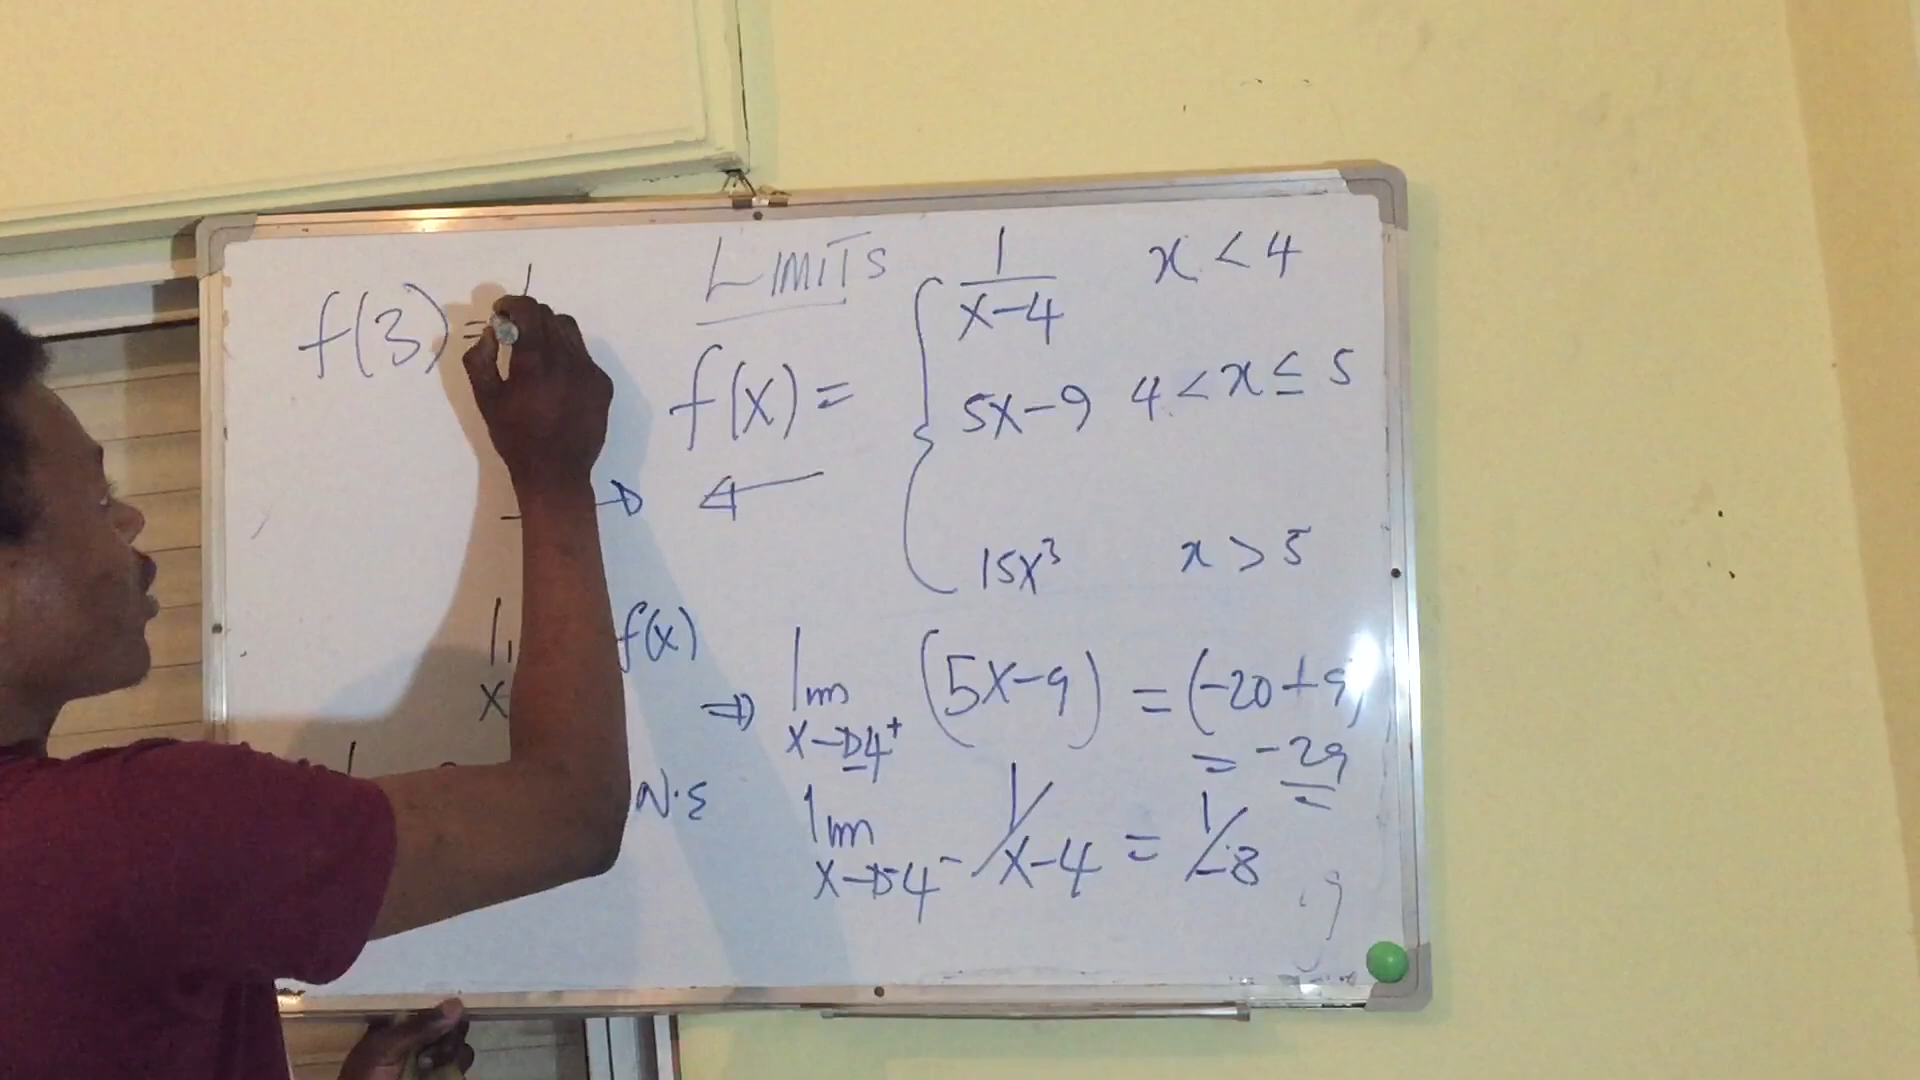 LIMITS
f(3) = 1
f(x) =
1/x-4 x < 4
5x-9 4 < x ≤ 5
15x³ x > 5
f(x)
⇒ lim x→4⁺ (5x-9) = (-20+9)
= -29
N.E
lim x→4⁻ 1/x-4 = 1/-8